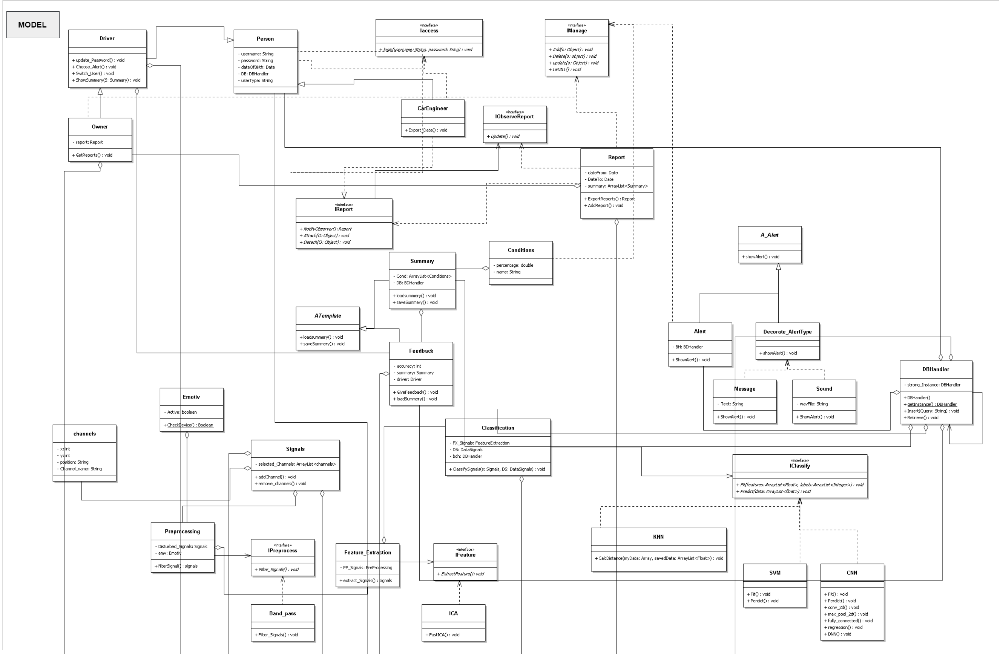 MODEL
Driver
+ update_Password() : void
+ Choose_Alert() : void
+ Switch_User() : void
+ ShowSummary(S: Summary) : void
Person
- username: String
- password: String
- dateOfBirth: Date
- DB: DBHandler
- userType: String
«interface»
Iaccess
+ login(username: String, password: Sring) : void
«interface»
IManage
+ Add(o: Object) : void
+ Delete(o: object) : void
+ update(o: Object) : void
+ ListALL() : void
Owner
- report: Report
+ GetReports() : void
CarEngineer
+ Export_Data() : void
«interface»
IObserveReport
+ Update() : void
Report
- dateFrom: Date
- DateTo: Date
- summary: ArrayList<Summary>
+ ExportReports() : Report
+ AddReport() : void
«interface»
IReport
+ NotifyObserver() :Report
+ Attach(O: Object) : void
+ Detach(O: Object) : void
A_Alert
+ showAlert() : void
Conditions
- percentage: double
- name: String
Summary
- Cond: ArrayList<Conditions>
- DB: BDHandler
+ loadsummery() : void
+ saveSummery() : void
ATemplate
+ loadsummery() : void
+ saveSummery() : void
Alert
- BH: BDHandler
+ ShowAlert() : void
Decorate_AlertType
+ showAlert() : void
Feedback
- accuracy: int
- summary: Summary
- driver: Driver
+ GiveFeedback() : void
+ loadSummery() : void
DBHandler
- strong_Instance: DBHandler
+ DBHandler()
+ getInstance() : DBHandler
+ Insert(Query: String) : void
+ Retrieve() : void
Message
- Text: String
+ ShowAlert() : void
Sound
- wavFile: String
+ ShowAlert() : void
Emotiv
- Active: boolean
+ CheckDevice() : Boolean
channels
- x: int
- y: int
- position: String
- Channel_name: String
Signals
- selected_Channels: ArrayList<channels>
+ addChannel() : void
+ remove_channels() : void
Classification
- FX_Signals: FeatureExtraction
- DS: DataSignals
- bdh: DBHandler
+ ClassifySignals(s: Signals, DS: DataSignals) : void
«interface»
IClassify
+ Fit(features: ArrayList<Float>, labels: ArrayList<Integer>) : void
+ Predict(data: ArrayList<float>) : void
Preprocessing
- Disturbed_Signals: Signals
- emv: Emotiv
+ filterSignal() : signals
«interface»
IPreprocess
+ Filter_Signals() : void
Feature_Extraction
- PP_Signals: PreProcessing
+ extract_Signals() : signals
«interface»
IFeature
+ ExtractFeature(): void
KNN
+ CalcDistance(myData: Array, savedData: ArrayList<Float>) : void
SVM
+ Fit() : void
+ Perdict() : void
CNN
+ Fit() : void
+ Perdict() : void
+ conv_2d() : void
+ max_pool_2d() : void
+ fully_connected() : void
+ regression() : void
+ DNN() : void
Band_pass
+ Filter_Signals() : void
ICA
+ FastICA() : void